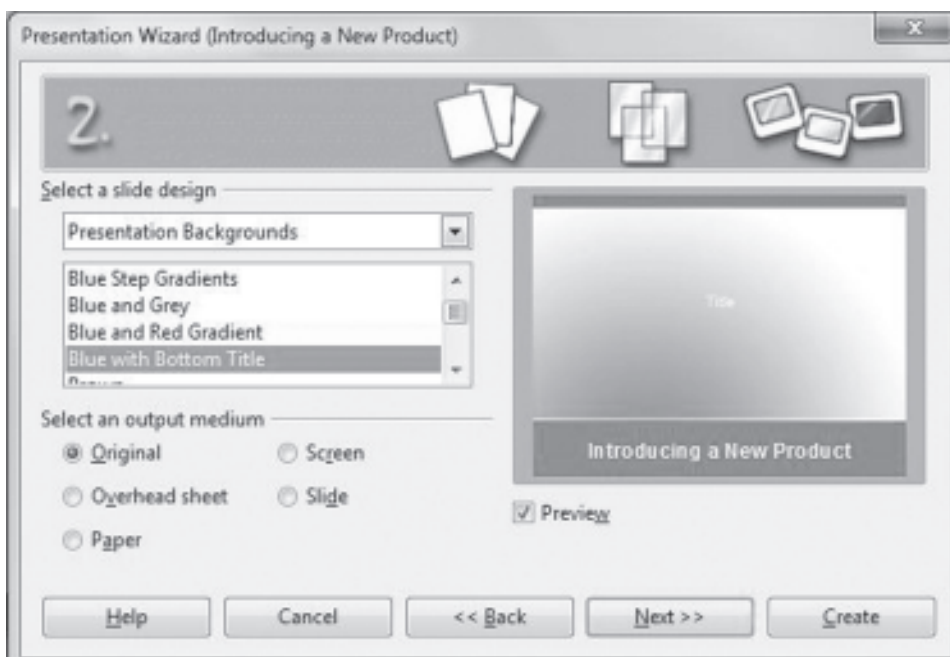 Presentation Wizard (Introducing a New Product)
2.
Select a slide design
Presentation Backgrounds
Blue Step Gradients
Blue and Grey
Blue and Red Gradient
Blue with Bottom Title
Brown
Title
Introducing a New Product
Select an output medium
Original
Screen
Overhead sheet
Slide
Paper
Preview
Help
Cancel
<< Back
Next >>
Create